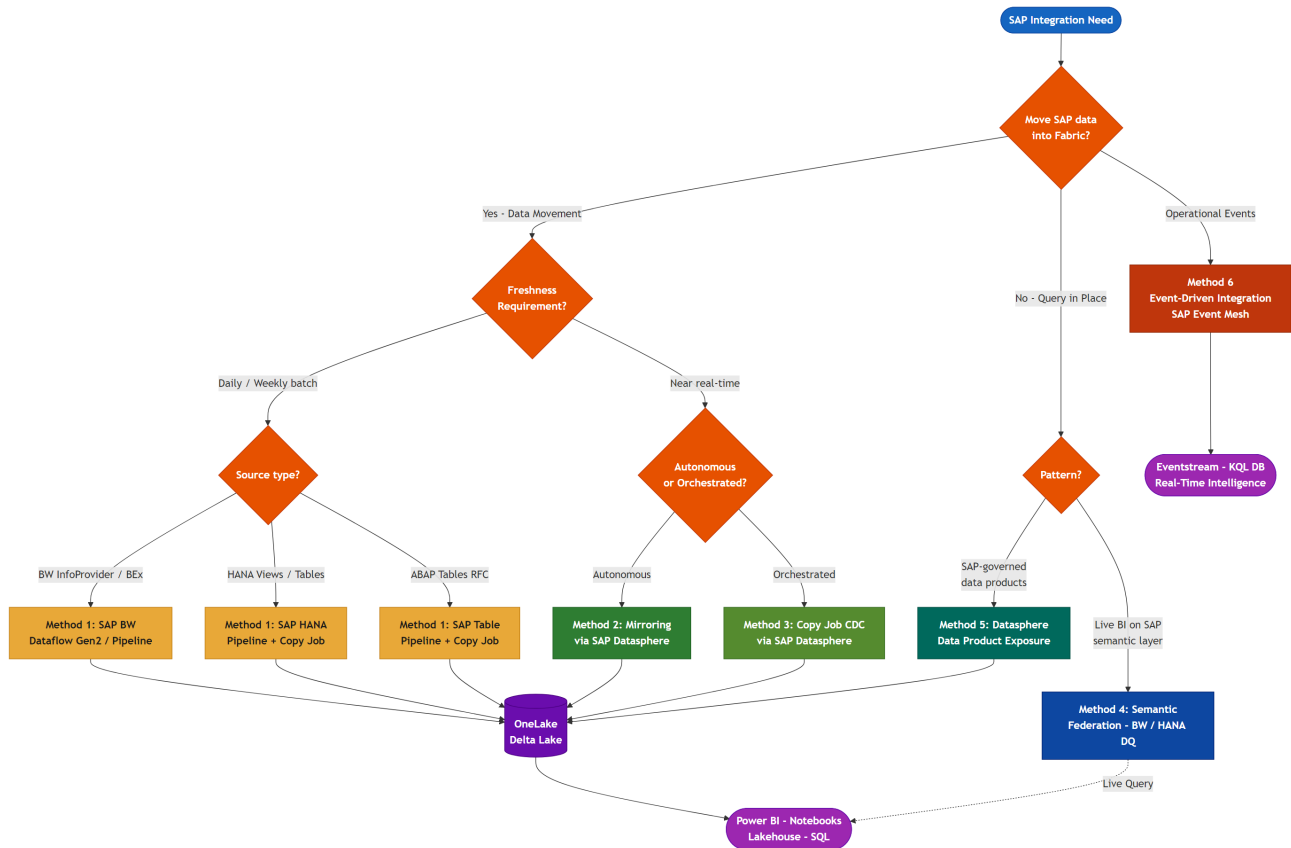 SAP Integration Need
Move SAP data
into Fabric?
Yes - Data Movement
Operational Events
Freshness
Requirement?
No - Query in Place
Method 6
Event-Driven Integration
SAP Event Mesh
Daily / Weekly batch
Near real-time
Source type?
Autonomous
or Orchestrated?
Pattern?
Eventstream - KQL DB
Real-Time Intelligence
BW InfoProvider / BEx
HANA Views / Tables
ABAP Tables RFC
Autonomous
Orchestrated
SAP-governed
data products
Live BI on SAP
semantic layer
Method 1: SAP BW
Dataflow Gen2 / Pipeline
Method 1: SAP HANA
Pipeline + Copy Job
Method 1: SAP Table
Pipeline + Copy Job
Method 2: Mirroring
via SAP Datasphere
Method 3: Copy Job CDC
via SAP Datasphere
Method 5: Datasphere
Data Product Exposure
Method 4: Semantic
Federation - BW / HANA
DQ
OneLake
Delta Lake
Live Query
Power BI - Notebooks
Lakehouse - SQL